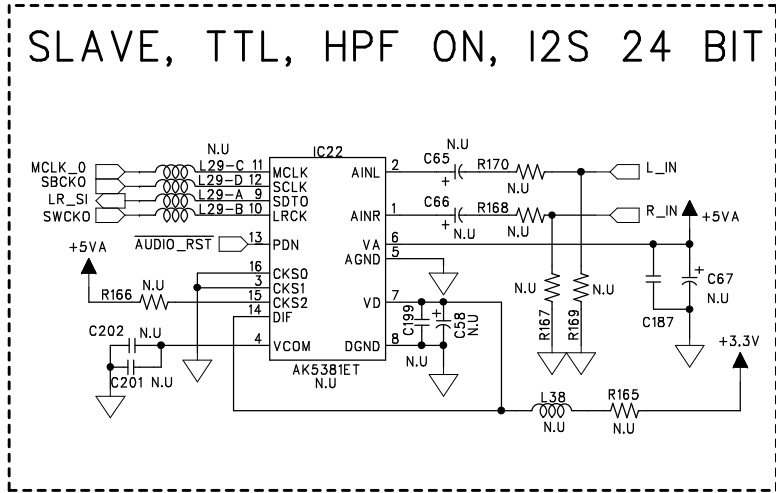 SLAVE, TTL, HPF ON, I2S 24 BIT
N.U
IC22
N.U
MCLK_0 L29-C 11 MCLK AINL 2 C65 R170 L_IN
SBCKO L29-D 12 SCLK + N.U
LR_SI L29-A 9 SDTO
SWCKO L29-B 10 LRCK AINR 1 C66 R168 R_IN
+ N.U N.U +5VA
AUDIO_RST 13 PDN VA 6
+5VA AGND 5
16 CKS0
3 CKS1
R166 N.U 15 CKS2 VD 7
14 DIF
C199 + C58 N.U
N.U R167 R169 N.U
C187 + C67 N.U
C202 N.U 4 VCOM DGND 8 N.U
C201 N.U AK5381ET
N.U
+3.3V
L38 R165
N.U N.U